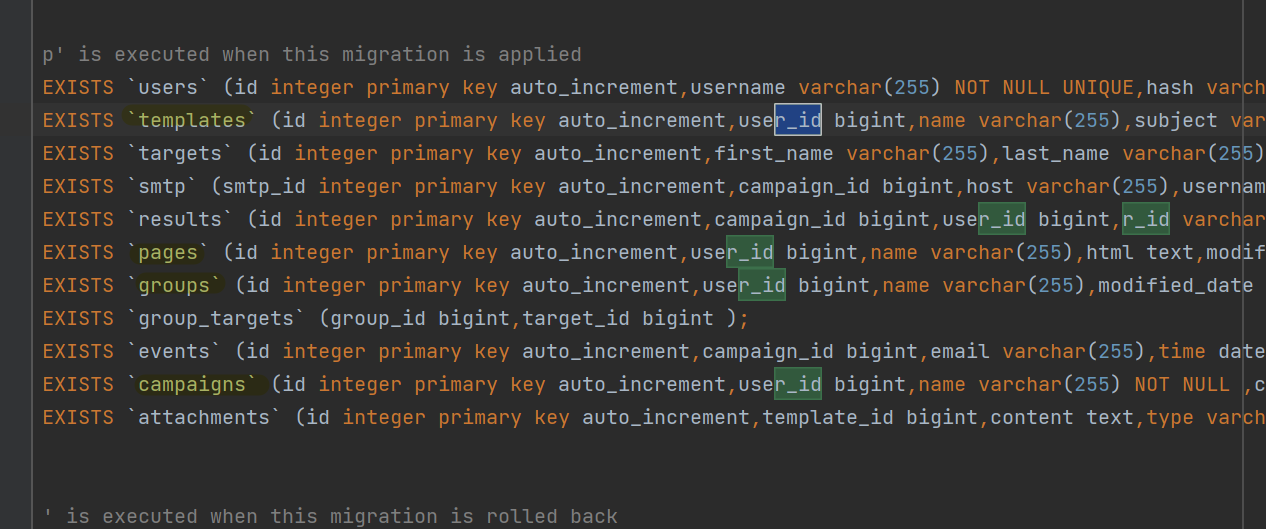 p' is executed when this migration is applied
EXISTS `users` (id integer primary key auto_increment,username varchar(255) NOT NULL UNIQUE,hash varch
EXISTS `templates` (id integer primary key auto_increment,user_id bigint,name varchar(255),subject var
EXISTS `targets` (id integer primary key auto_increment,first_name varchar(255),last_name varchar(255)
EXISTS `smtp` (smtp_id integer primary key auto_increment,campaign_id bigint,host varchar(255),usernam
EXISTS `results` (id integer primary key auto_increment,campaign_id bigint,user_id bigint,r_id varchar
EXISTS `pages` (id integer primary key auto_increment,user_id bigint,name varchar(255),html text,modif
EXISTS `groups` (id integer primary key auto_increment,user_id bigint,name varchar(255),modified_date
EXISTS `group_targets` (group_id bigint,target_id bigint );
EXISTS `events` (id integer primary key auto_increment,campaign_id bigint,email varchar(255),time date
EXISTS `campaigns` (id integer primary key auto_increment,user_id bigint,name varchar(255) NOT NULL ,c
EXISTS `attachments` (id integer primary key auto_increment,template_id bigint,content text,type varch
' is executed when this migration is rolled back